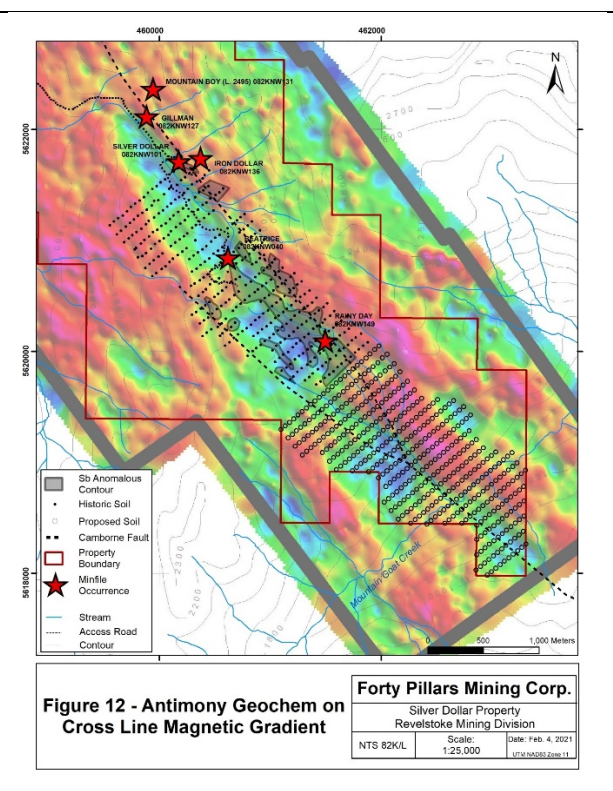 460000
462000
N
MOUNTAIN BOY (L. 2495) 082KNW131
GILLMAN
082KNW127
SILVER DOLLAR
082KNW101
IRON DOLLAR
082KNW136
BEATRICE
082KNW040
RAINY DAY
082KNW149
5622000
5620000
5618000
2700
2300
2200
1800
Mountain Goat Creek
Sb Anomalous
Contour
Historic Soil
Proposed Soil
Camborne Fault
Property
Boundary
Minfile
Occurrence
Stream
Access Road
Contour
0 500 1,000 Meters
Figure 12 - Antimony Geochem on
Cross Line Magnetic Gradient
Forty Pillars Mining Corp.
Silver Dollar Property
Revelstoke Mining Division
NTS 82K/L
Scale:
1:25,000
Date: Feb. 4, 2021
UTM NAD83 Zone 11